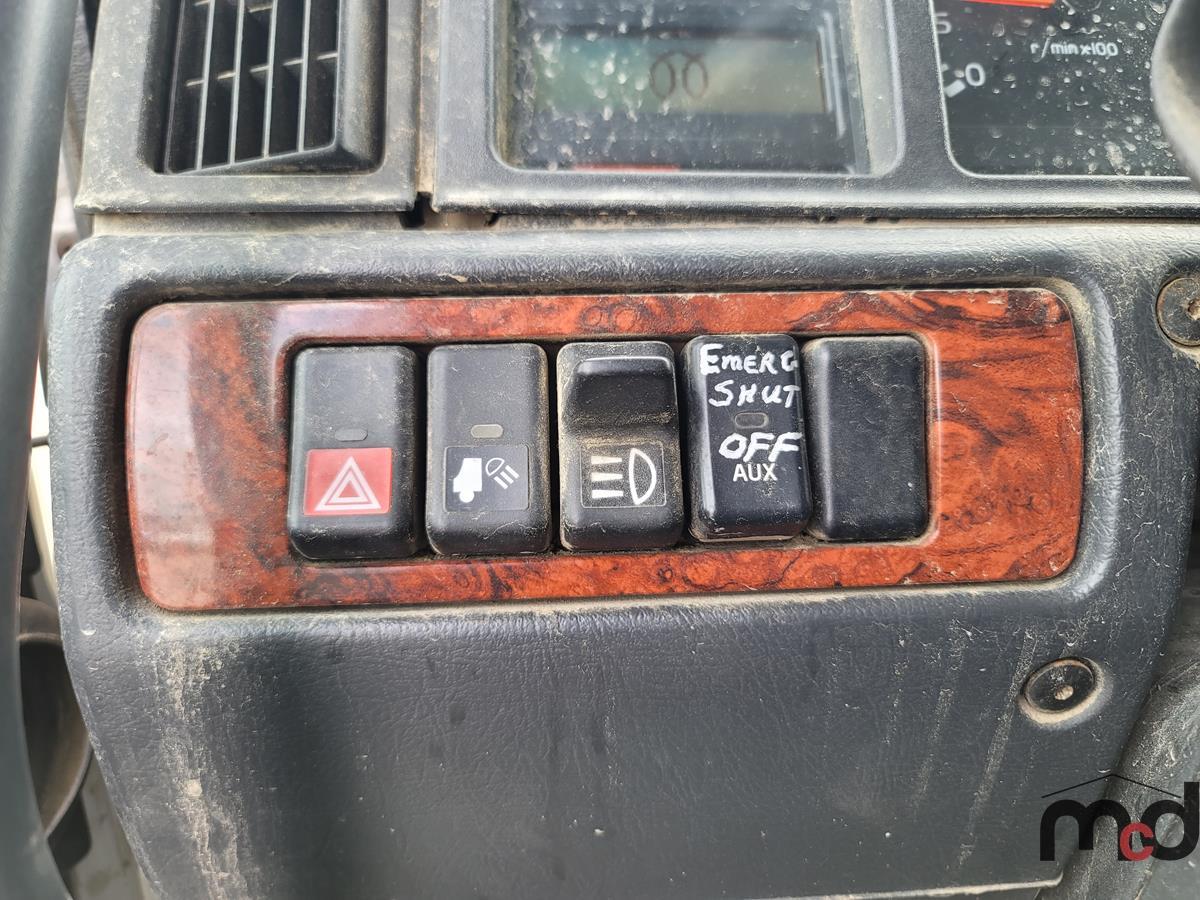 5
r/min x100
0
EMERG
SHUT
OFF
AUX
mcd